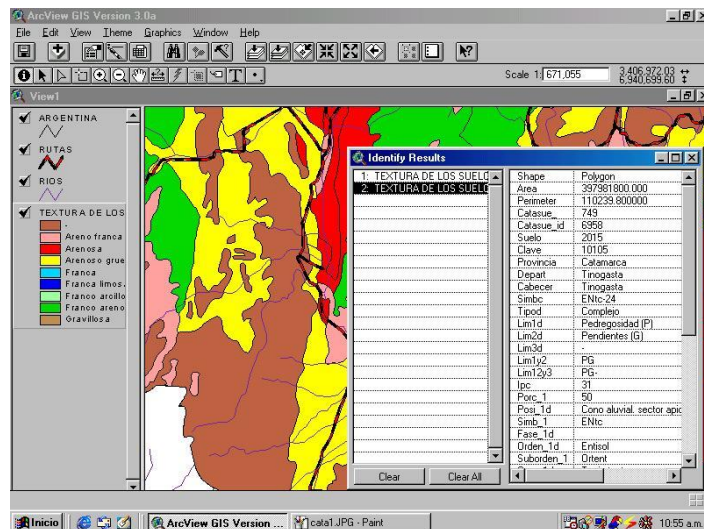 ArcView GIS Version 3.0a
File Edit View Theme Graphics Window Help
Scale 1: 671,055
3,406,972.03
6,940,699.60
View1
ARGENTINA
RUTAS
RIOS
TEXTURA DE LOS
-
Areno franca
Arenosa
Arenoso grue
Franca
Franca limos.
Franco arcillo
Franco areno
Gravillosa
Identify Results
1: TEXTURA DE LOS SUELO
2: TEXTURA DE LOS SUELO
Clear Clear All
Shape Polygon
Area 397981800.000
Perimeter 110239.800000
Catasue_ 749
Catasue_id 6958
Suelo 2015
Clave 10105
Provincia Catamarca
Depart Tinogasta
Cabecer Tinogasta
Simbc ENtc-24
Tipod Complejo
Lim1d Pedregosidad (P)
Lim2d Pendientes (G)
Lim3d -
Lim1y2 PG
Lim12y3 PG-
Ipc 31
Porc_1 50
Posi_1d Cono aluvial. sector apic
Simb_1 ENtc
Fase_1d
Orden_1d Entisol
Suborden_1 Ortent
Inicio ArcView GIS Version ... cata1.JPG - Paint 10:55 a.m.